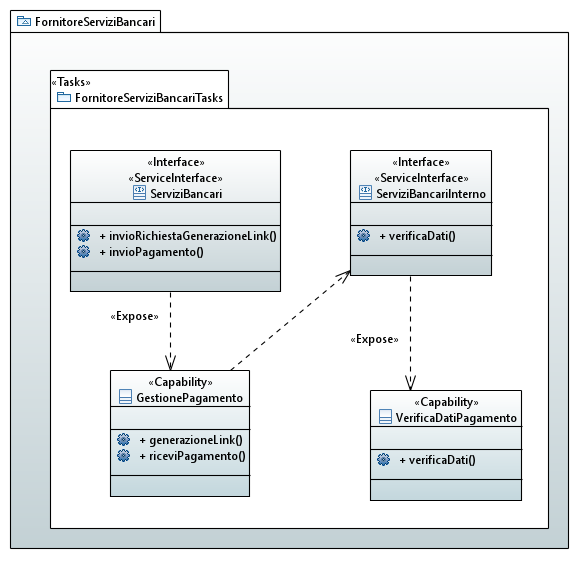 FornitoreServiziBancari
«Tasks»
FornitoreServiziBancariTasks
«Interface»
«ServiceInterface»
ServiziBancari
+ invioRichiestaGenerazioneLink()
+ invioPagamento()
«Interface»
«ServiceInterface»
ServiziBancariInterno
+ verificaDati()
«Expose»
«Expose»
«Capability»
GestionePagamento
+ generazioneLink()
+ riceviPagamento()
«Capability»
VerificaDatiPagamento
+ verificaDati()